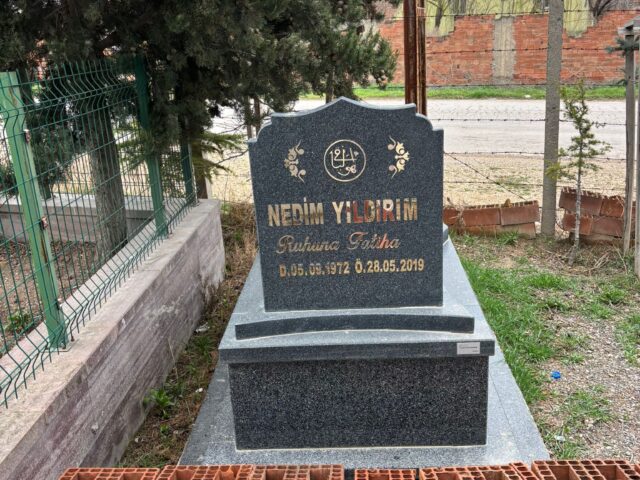 NEDİM YILDIRIM
Ruhuna Fatiha
D.05.09.1972 Ö.28.05.2019